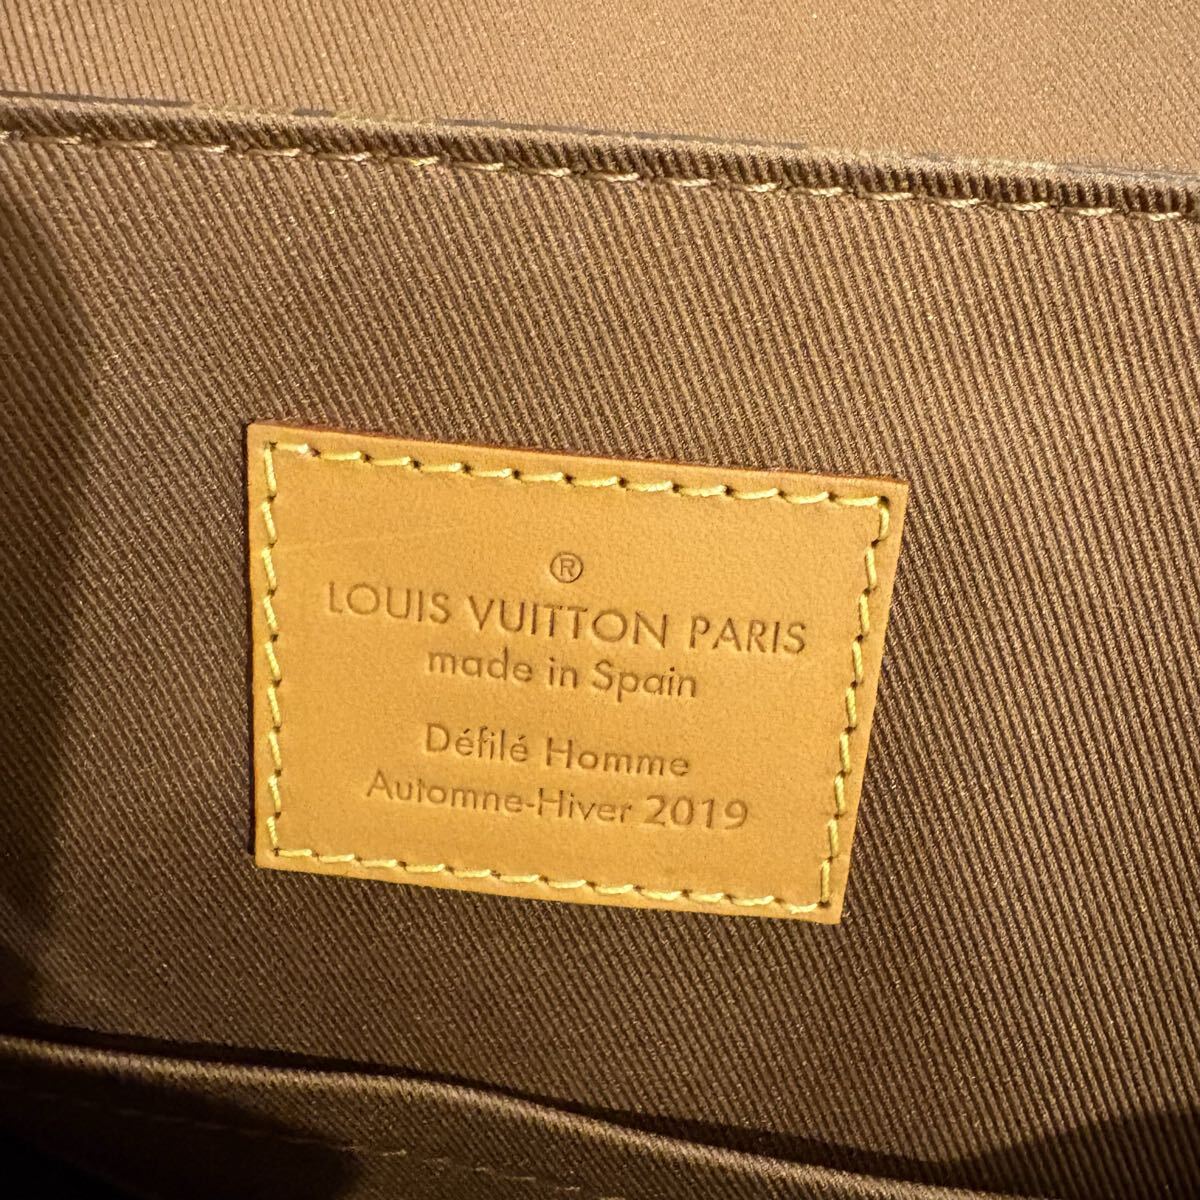 ®
LOUIS VUITTON PARIS
made in Spain
Défilé Homme
Automne-Hiver 2019